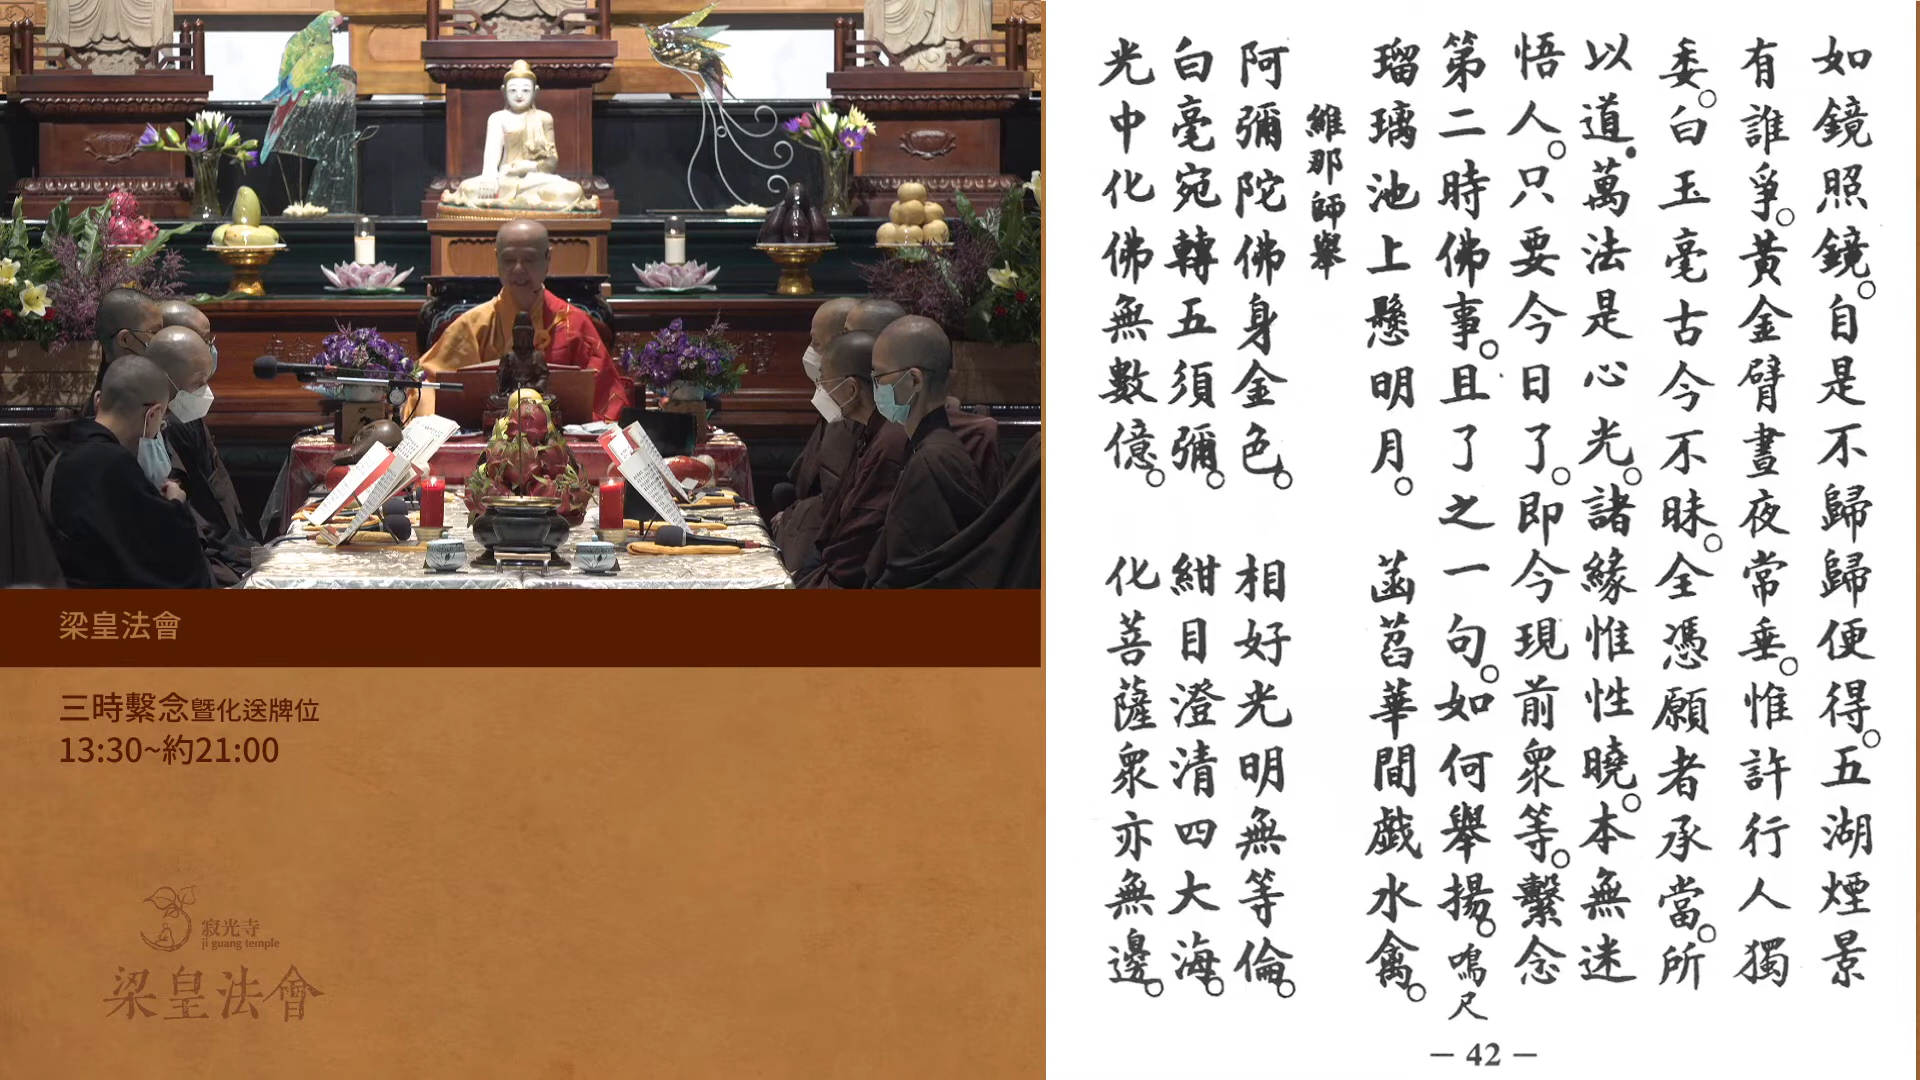 梁皇法會
三時繫念暨化送牌位
13:30~約21:00
寂光寺
ji guang temple
梁皇法會
如鏡照鏡。自是不歸歸便得。五湖煙景
有誰爭。黃金臂晝夜常垂。惟許行人獨
委。白玉毫古今不昧。全憑願者承當。所
以道。萬法是心光。諸緣惟性曉。本無迷
悟人。只要今日了。即今現前眾等。繫念
第二時佛事。且了之一句。如何舉揚。鳴尺
瑠璃池上懸明月。 菡萏華間戲水禽。
維那師舉
阿彌陀佛身金色。 相好光明無等倫。
白毫宛轉五須彌。 紺目澄清四大海。
光中化佛無數億。 化菩薩眾亦無邊。
— 42 —